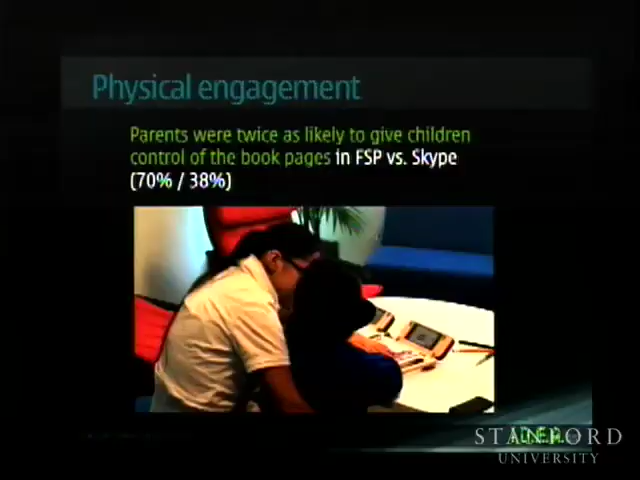 Physical engagement
Parents were twice as likely to give children
control of the book pages in FSP vs. Skype
(70% / 38%)
STANFORD
UNIVERSITY